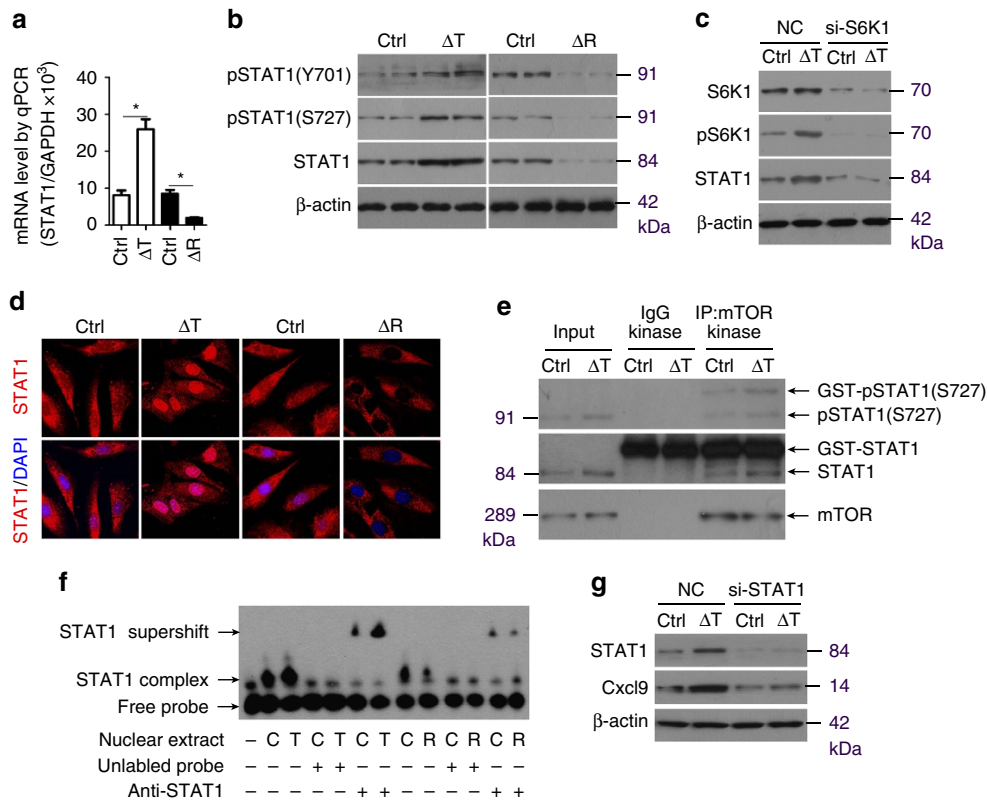 a
mRNA level by qPCR
(STAT1/GAPDH ×10³)
40
30
20
10
0
*
*
Ctrl
ΔT
Ctrl
ΔR
b
Ctrl ΔT Ctrl ΔR
pSTAT1(Y701) 91
pSTAT1(S727) 91
STAT1 84
β-actin 42
kDa
c
NC si-S6K1
Ctrl ΔT Ctrl ΔT
S6K1 70
pS6K1 70
STAT1 84
β-actin 42
kDa
d
Ctrl ΔT Ctrl ΔR
STAT1
STAT1/DAPI
e
Input IgG kinase IP:mTOR kinase
Ctrl ΔT Ctrl ΔT Ctrl ΔT
GST-pSTAT1(S727)
91 pSTAT1(S727)
GST-STAT1
84 STAT1
289 mTOR
kDa
f
STAT1 supershift
STAT1 complex
Free probe
Nuclear extract – C T C T C T C R C R C R
Unlabled probe – – – + + – – – – + + – –
Anti-STAT1 – – – – – + + – – – – + +
g
NC si-STAT1
Ctrl ΔT Ctrl ΔT
STAT1 84
Cxcl9 14
β-actin 42
kDa